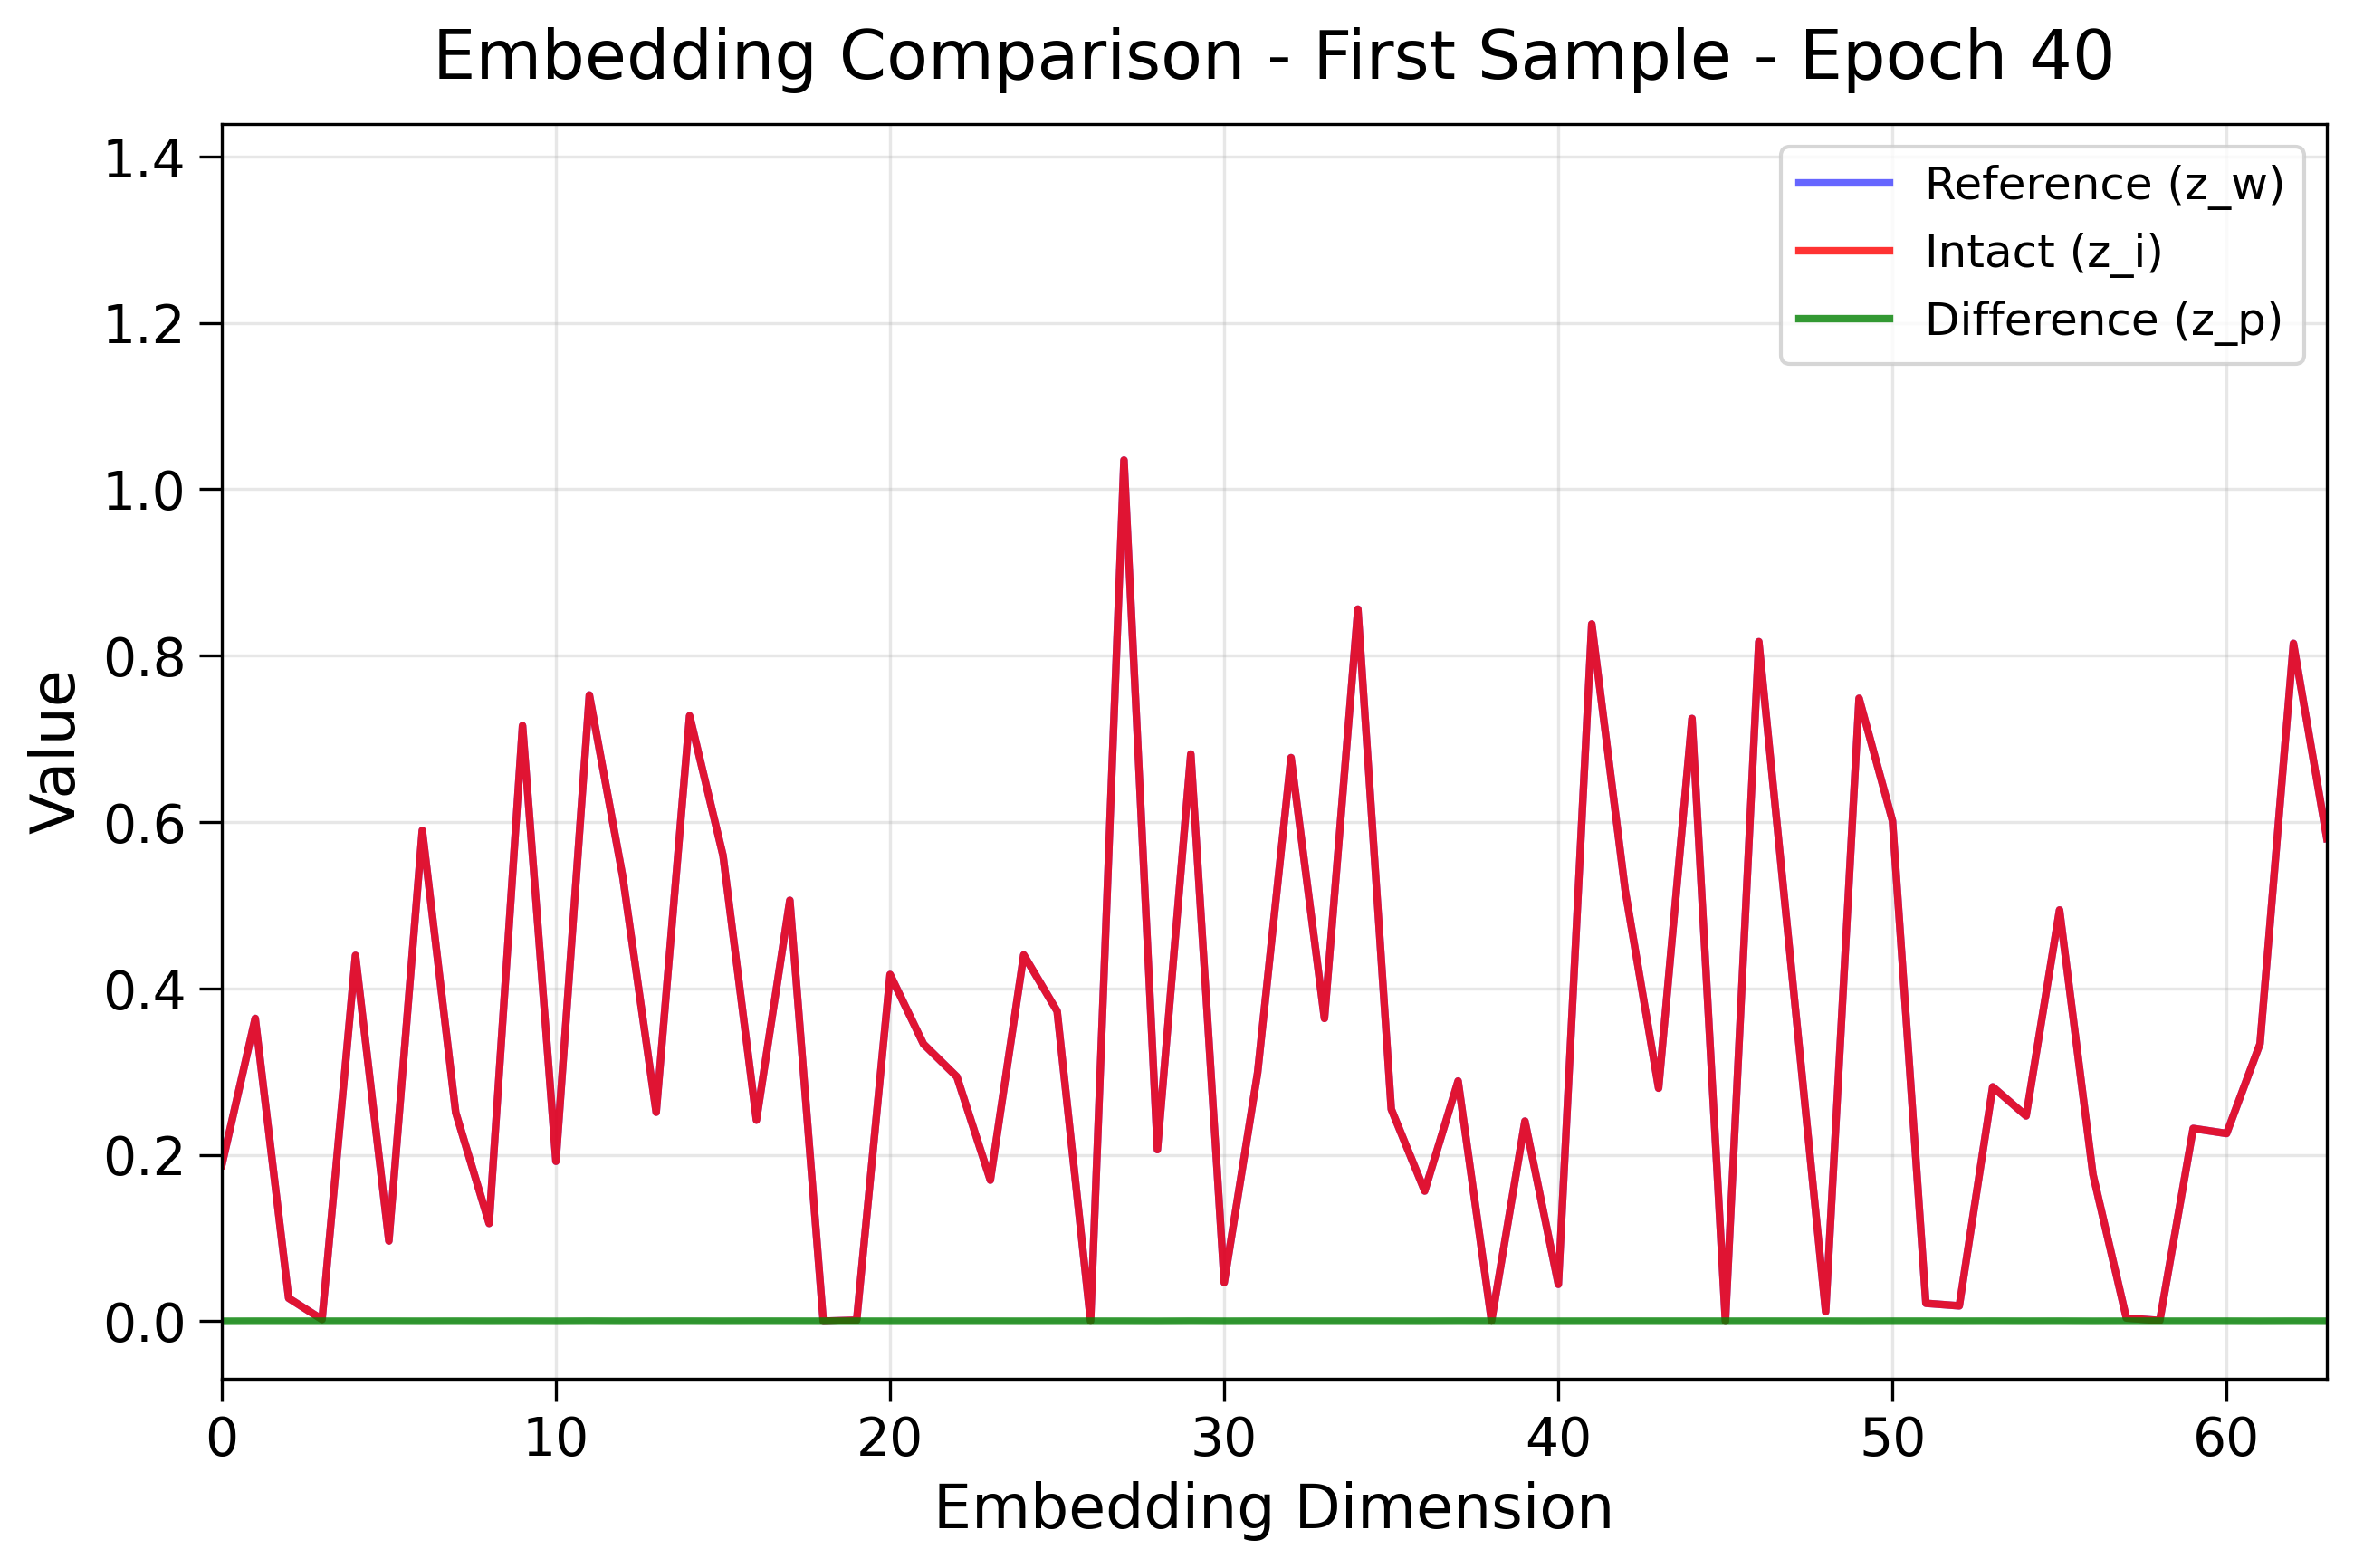 Embedding Comparison - First Sample - Epoch 40
Reference (z_w)
Intact (z_i)
Difference (z_p)
Value
1.4
1.2
1.0
0.8
0.6
0.4
0.2
0.0
0 10 20 30 40 50 60
Embedding Dimension